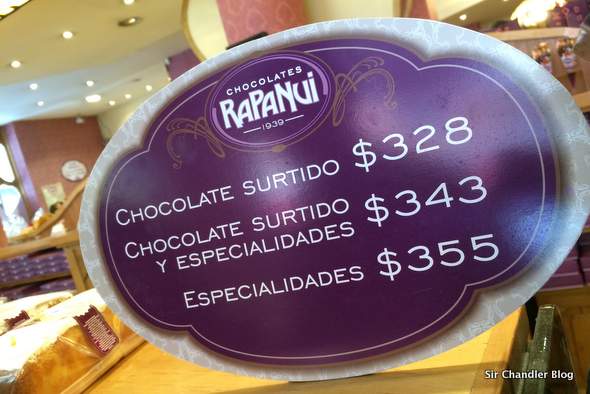 CHOCOLATES
RAPANUI
1939
CHOCOLATE SURTIDO $328
CHOCOLATE SURTIDO
Y ESPECIALIDADES $343
ESPECIALIDADES $355
Sir Chandler Blog